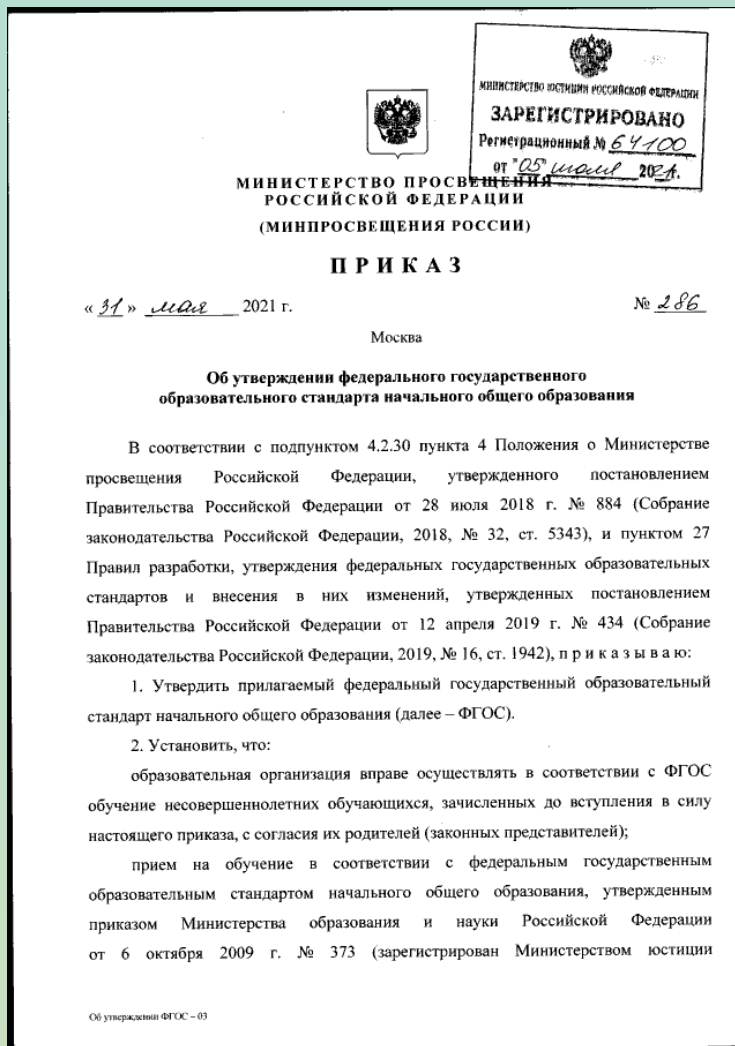 МИНИСТЕРСТВО ЮСТИЦИИ РОССИЙСКОЙ ФЕДЕРАЦИИ
ЗАРЕГИСТРИРОВАНО
Регистрационный № 64100
от "05" июля 2021.
МИНИСТЕРСТВО ПРОСВЕЩЕНИЯ
РОССИЙСКОЙ ФЕДЕРАЦИИ
(МИНПРОСВЕЩЕНИЯ РОССИИ)
ПРИКАЗ
« 31 » мая 2021 г.
№ 286
Москва
Об утверждении федерального государственного
образовательного стандарта начального общего образования
В соответствии с подпунктом 4.2.30 пункта 4 Положения о Министерстве
просвещения Российской Федерации, утвержденного постановлением
Правительства Российской Федерации от 28 июля 2018 г. № 884 (Собрание
законодательства Российской Федерации, 2018, № 32, ст. 5343), и пунктом 27
Правил разработки, утверждения федеральных государственных образовательных
стандартов и внесения в них изменений, утвержденных постановлением
Правительства Российской Федерации от 12 апреля 2019 г. № 434 (Собрание
законодательства Российской Федерации, 2019, № 16, ст. 1942), п р и к а з ы в а ю:
1. Утвердить прилагаемый федеральный государственный образовательный
стандарт начального общего образования (далее – ФГОС).
2. Установить, что:
образовательная организация вправе осуществлять в соответствии с ФГОС
обучение несовершеннолетних обучающихся, зачисленных до вступления в силу
настоящего приказа, с согласия их родителей (законных представителей);
прием на обучение в соответствии с федеральным государственным
образовательным стандартом начального общего образования, утвержденным
приказом Министерства образования и науки Российской Федерации
от 6 октября 2009 г. № 373 (зарегистрирован Министерством юстиции
Об утверждении ФГОС – 03